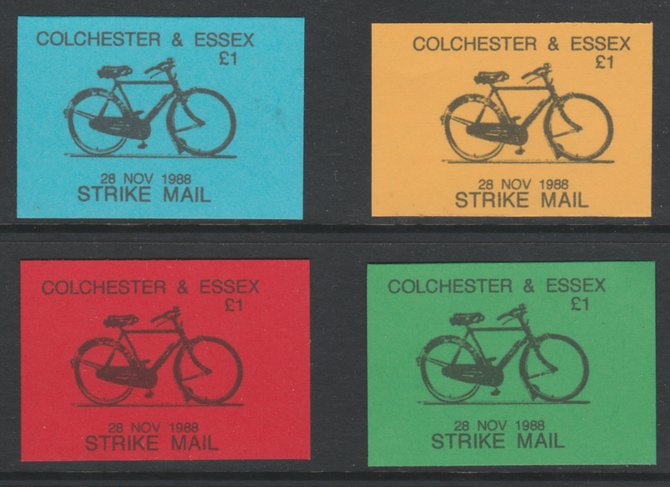 COLCHESTER & ESSEX
£1
28 NOV 1988
STRIKE MAIL
COLCHESTER & ESSEX
£1
28 NOV 1988
STRIKE MAIL
COLCHESTER & ESSEX
£1
28 NOV 1988
STRIKE MAIL
COLCHESTER & ESSEX
£1
28 NOV 1988
STRIKE MAIL